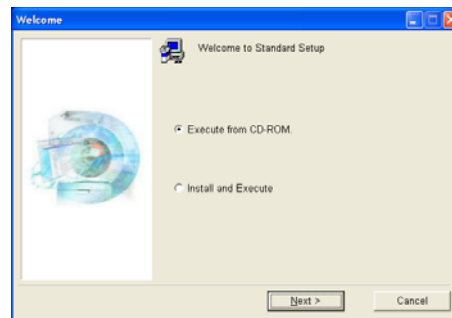 Welcome
Welcome to Standard Setup
Execute from CD-ROM.
Install and Execute
Next >
Cancel